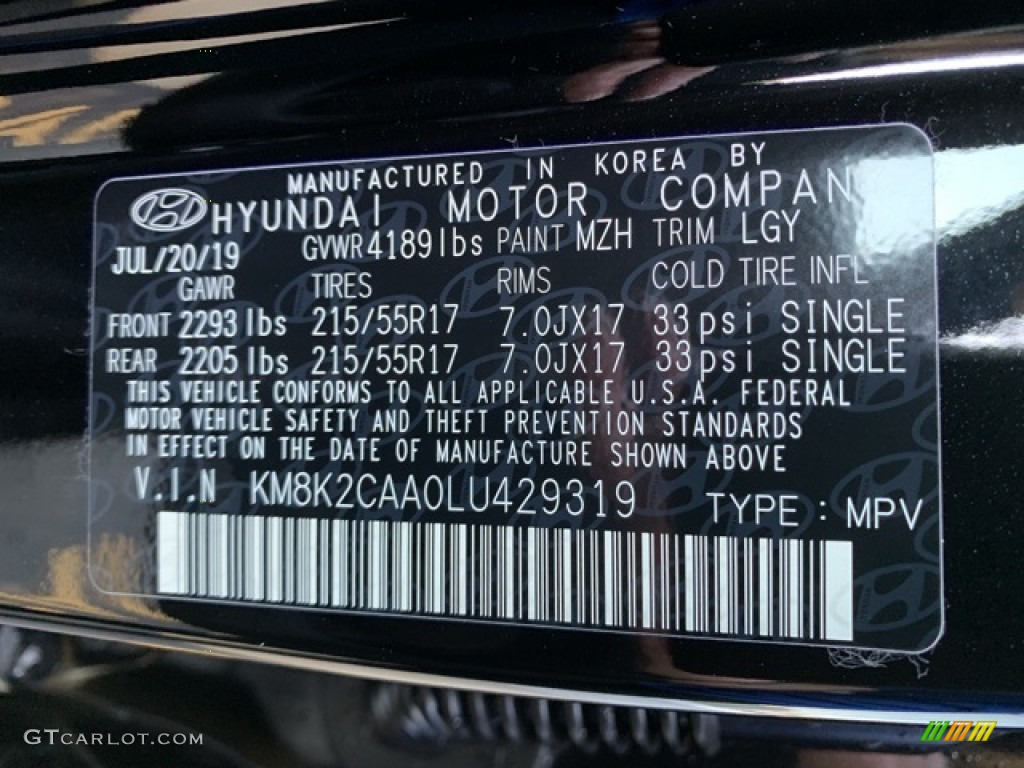 MANUFACTURED IN KOREA BY
HYUNDAI MOTOR COMPAN
JUL/20/19 GVWR 4189 lbs PAINT MZH TRIM LGY
GAWR TIRES RIMS COLD TIRE INFL
FRONT 2293 lbs 215/55R17 7.0JX17 33 psi SINGLE
REAR 2205 lbs 215/55R17 7.0JX17 33 psi SINGLE
THIS VEHICLE CONFORMS TO ALL APPLICABLE U.S.A. FEDERAL
MOTOR VEHICLE SAFETY AND THEFT PREVENTION STANDARDS
IN EFFECT ON THE DATE OF MANUFACTURE SHOWN ABOVE
V.I.N KM8K2CAA0LU429319 TYPE : MPV
GTCARLOT.COM